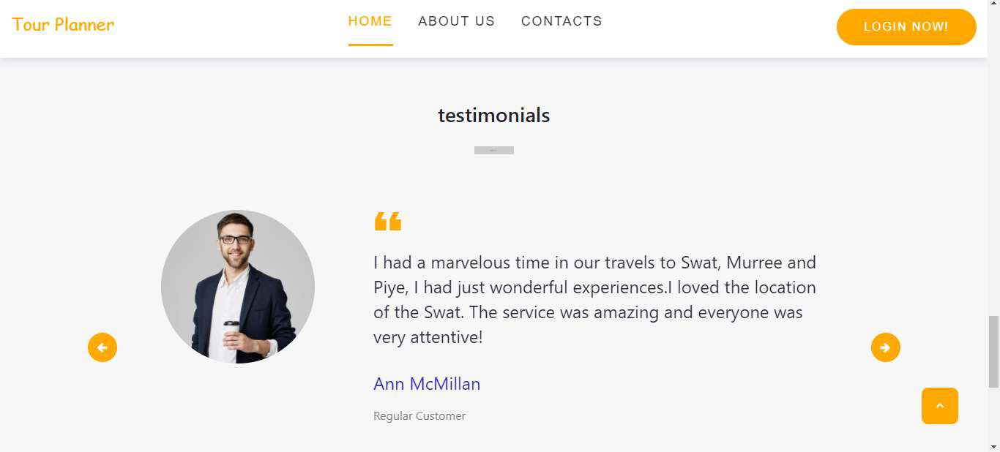 Tour Planner
HOME
ABOUT US
CONTACTS
LOGIN NOW!
testimonials
“
I had a marvelous time in our travels to Swat, Murree and
Piye, I had just wonderful experiences.I loved the location
of the Swat. The service was amazing and everyone was
very attentive!
Ann McMillan
Regular Customer